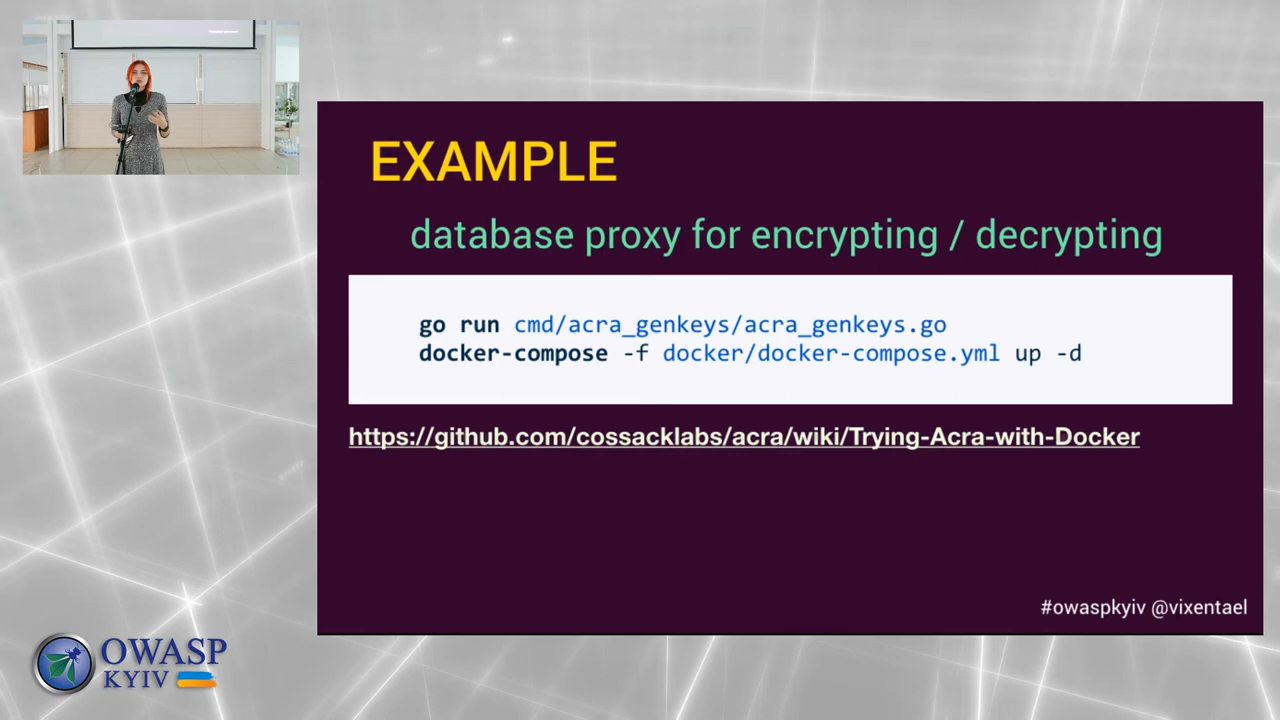 EXAMPLE
database proxy for encrypting / decrypting
go run cmd/acra_genkeys/acra_genkeys.go
docker-compose -f docker/docker-compose.yml up -d
https://github.com/cossacklabs/acra/wiki/Trying-Acra-with-Docker
#owaspkyiv @vixentael
OWASP
KYIV